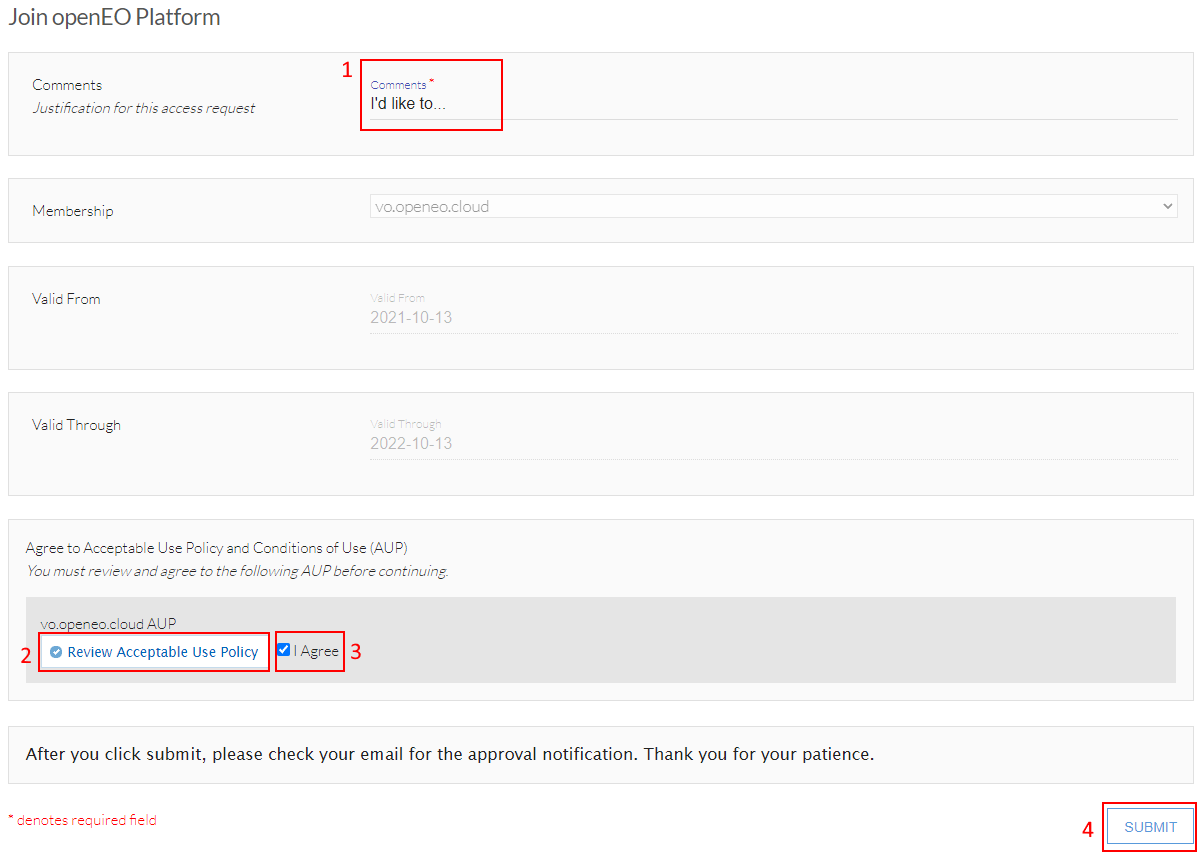 Join openEO Platform
1
Comments
Comments *
Justification for this access request
I'd like to...
Membership
vo.openeo.cloud
Valid From
Valid From
2021-10-13
Valid Through
Valid Through
2022-10-13
Agree to Acceptable Use Policy and Conditions of Use (AUP)
You must review and agree to the following AUP before continuing.
vo.openeo.cloud AUP
2 Review Acceptable Use Policy I Agree 3
After you click submit, please check your email for the approval notification. Thank you for your patience.
* denotes required field
4 SUBMIT